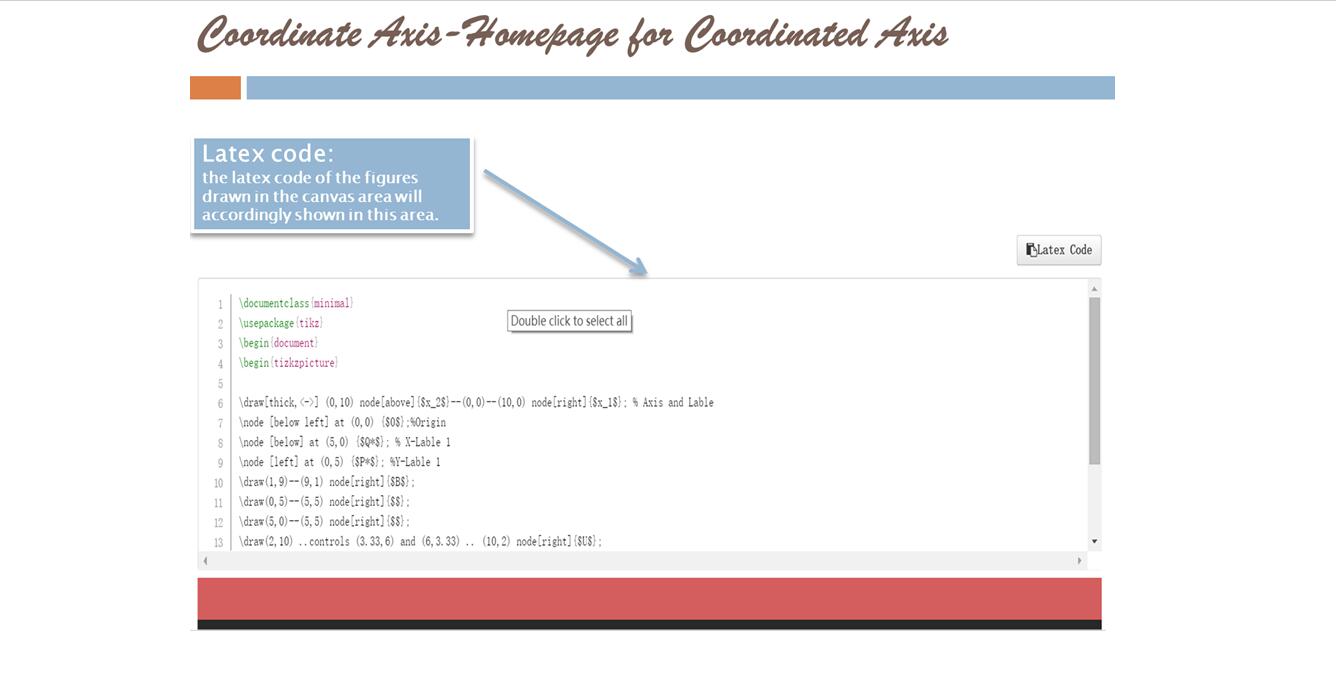 Coordinate Axis-Homepage for Coordinated Axis
Latex code:
the latex code of the figures
drawn in the canvas area will
accordingly shown in this area.
Latex Code
Double click to select all
1 \documentclass{minimal}
2 \usepackage{tikz}
3 \begin{document}
4 \begin{tizkzpicture}
5
6 \draw[thick,<->] (0,10) node[above]{$x_2$}--(0,0)--(10,0) node[right]{$x_1$}; % Axis and Lable
7 \node [below left] at (0,0) {$0$};%Origin
8 \node [below] at (5,0) {$Q*$}; % X-Lable 1
9 \node [left] at (0,5) {$P*$}; %Y-Lable 1
10 \draw(1,9)--(9,1) node[right]{$B$};
11 \draw(0,5)--(5,5) node[right]{$$};
12 \draw(5,0)--(5,5) node[right]{$$};
13 \draw(2,10) ..controls (3.33,6) and (6,3.33) .. (10,2) node[right]{$U$};